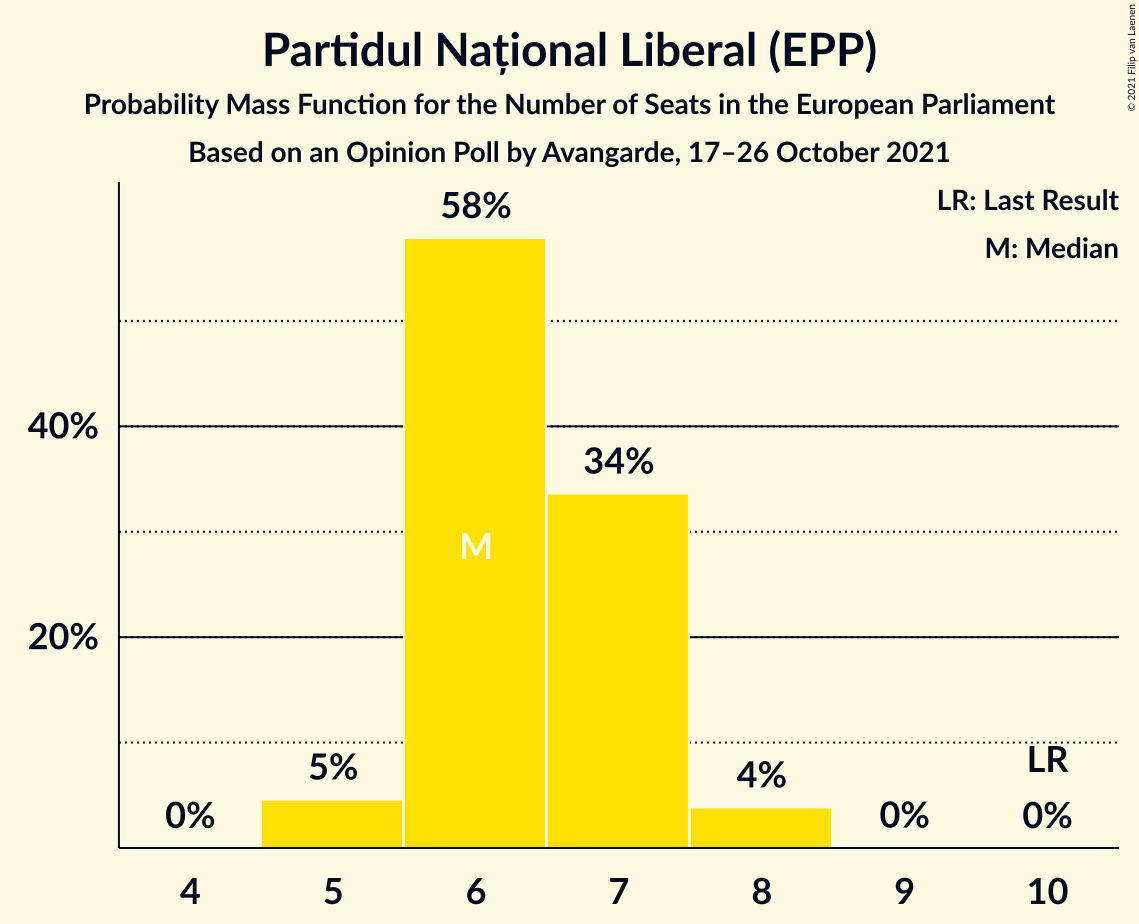 Partidul Național Liberal (EPP)
Probability Mass Function for the Number of Seats in the European Parliament
Based on an Opinion Poll by Avangarde, 17–26 October 2021
© 2021 Filip van Laenen
LR: Last Result
M: Median
58%
40%
34%
M
20%
5%
4%
LR
0%
0%
0%
4 5 6 7 8 9 10